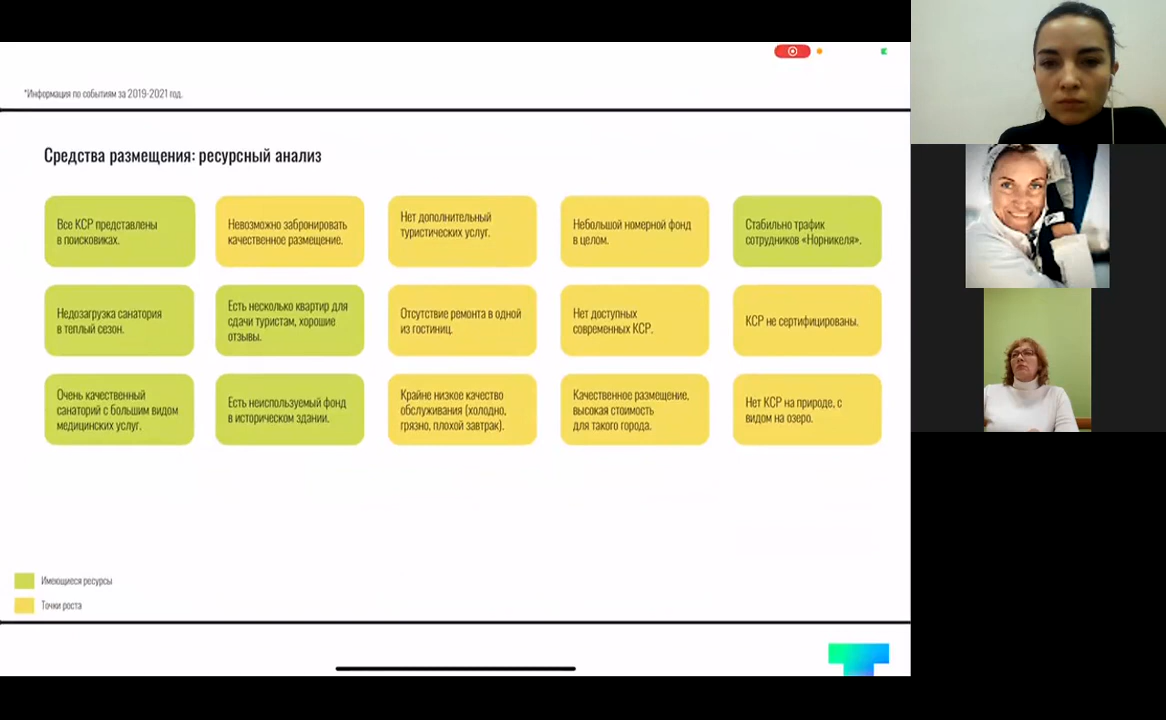 *Информация по событиям за 2019-2021 год.
Средства размещения: ресурсный анализ
Все КСР представлены
в поисковиках.
Невозможно забронировать
качественное размещение.
Нет дополнительный
туристических услуг.
Небольшой номерной фонд
в целом.
Стабильно трафик
сотрудников «Норникеля».
Недозагрузка санатория
в теплый сезон.
Есть несколько квартир для
сдачи туристам, хорошие
отзывы.
Отсутствие ремонта в одной
из гостиниц.
Нет доступных
современных КСР.
КСР не сертифицированы.
Очень качественный
санаторий с большим видом
медицинских услуг.
Есть неиспользуемый фонд
в историческом здании.
Крайне низкое качество
обслуживания (холодно,
грязно, плохой завтрак).
Качественное размещение,
высокая стоимость
для такого города.
Нет КСР на природе, с
видом на озеро.
Имеющиеся ресурсы
Точки роста